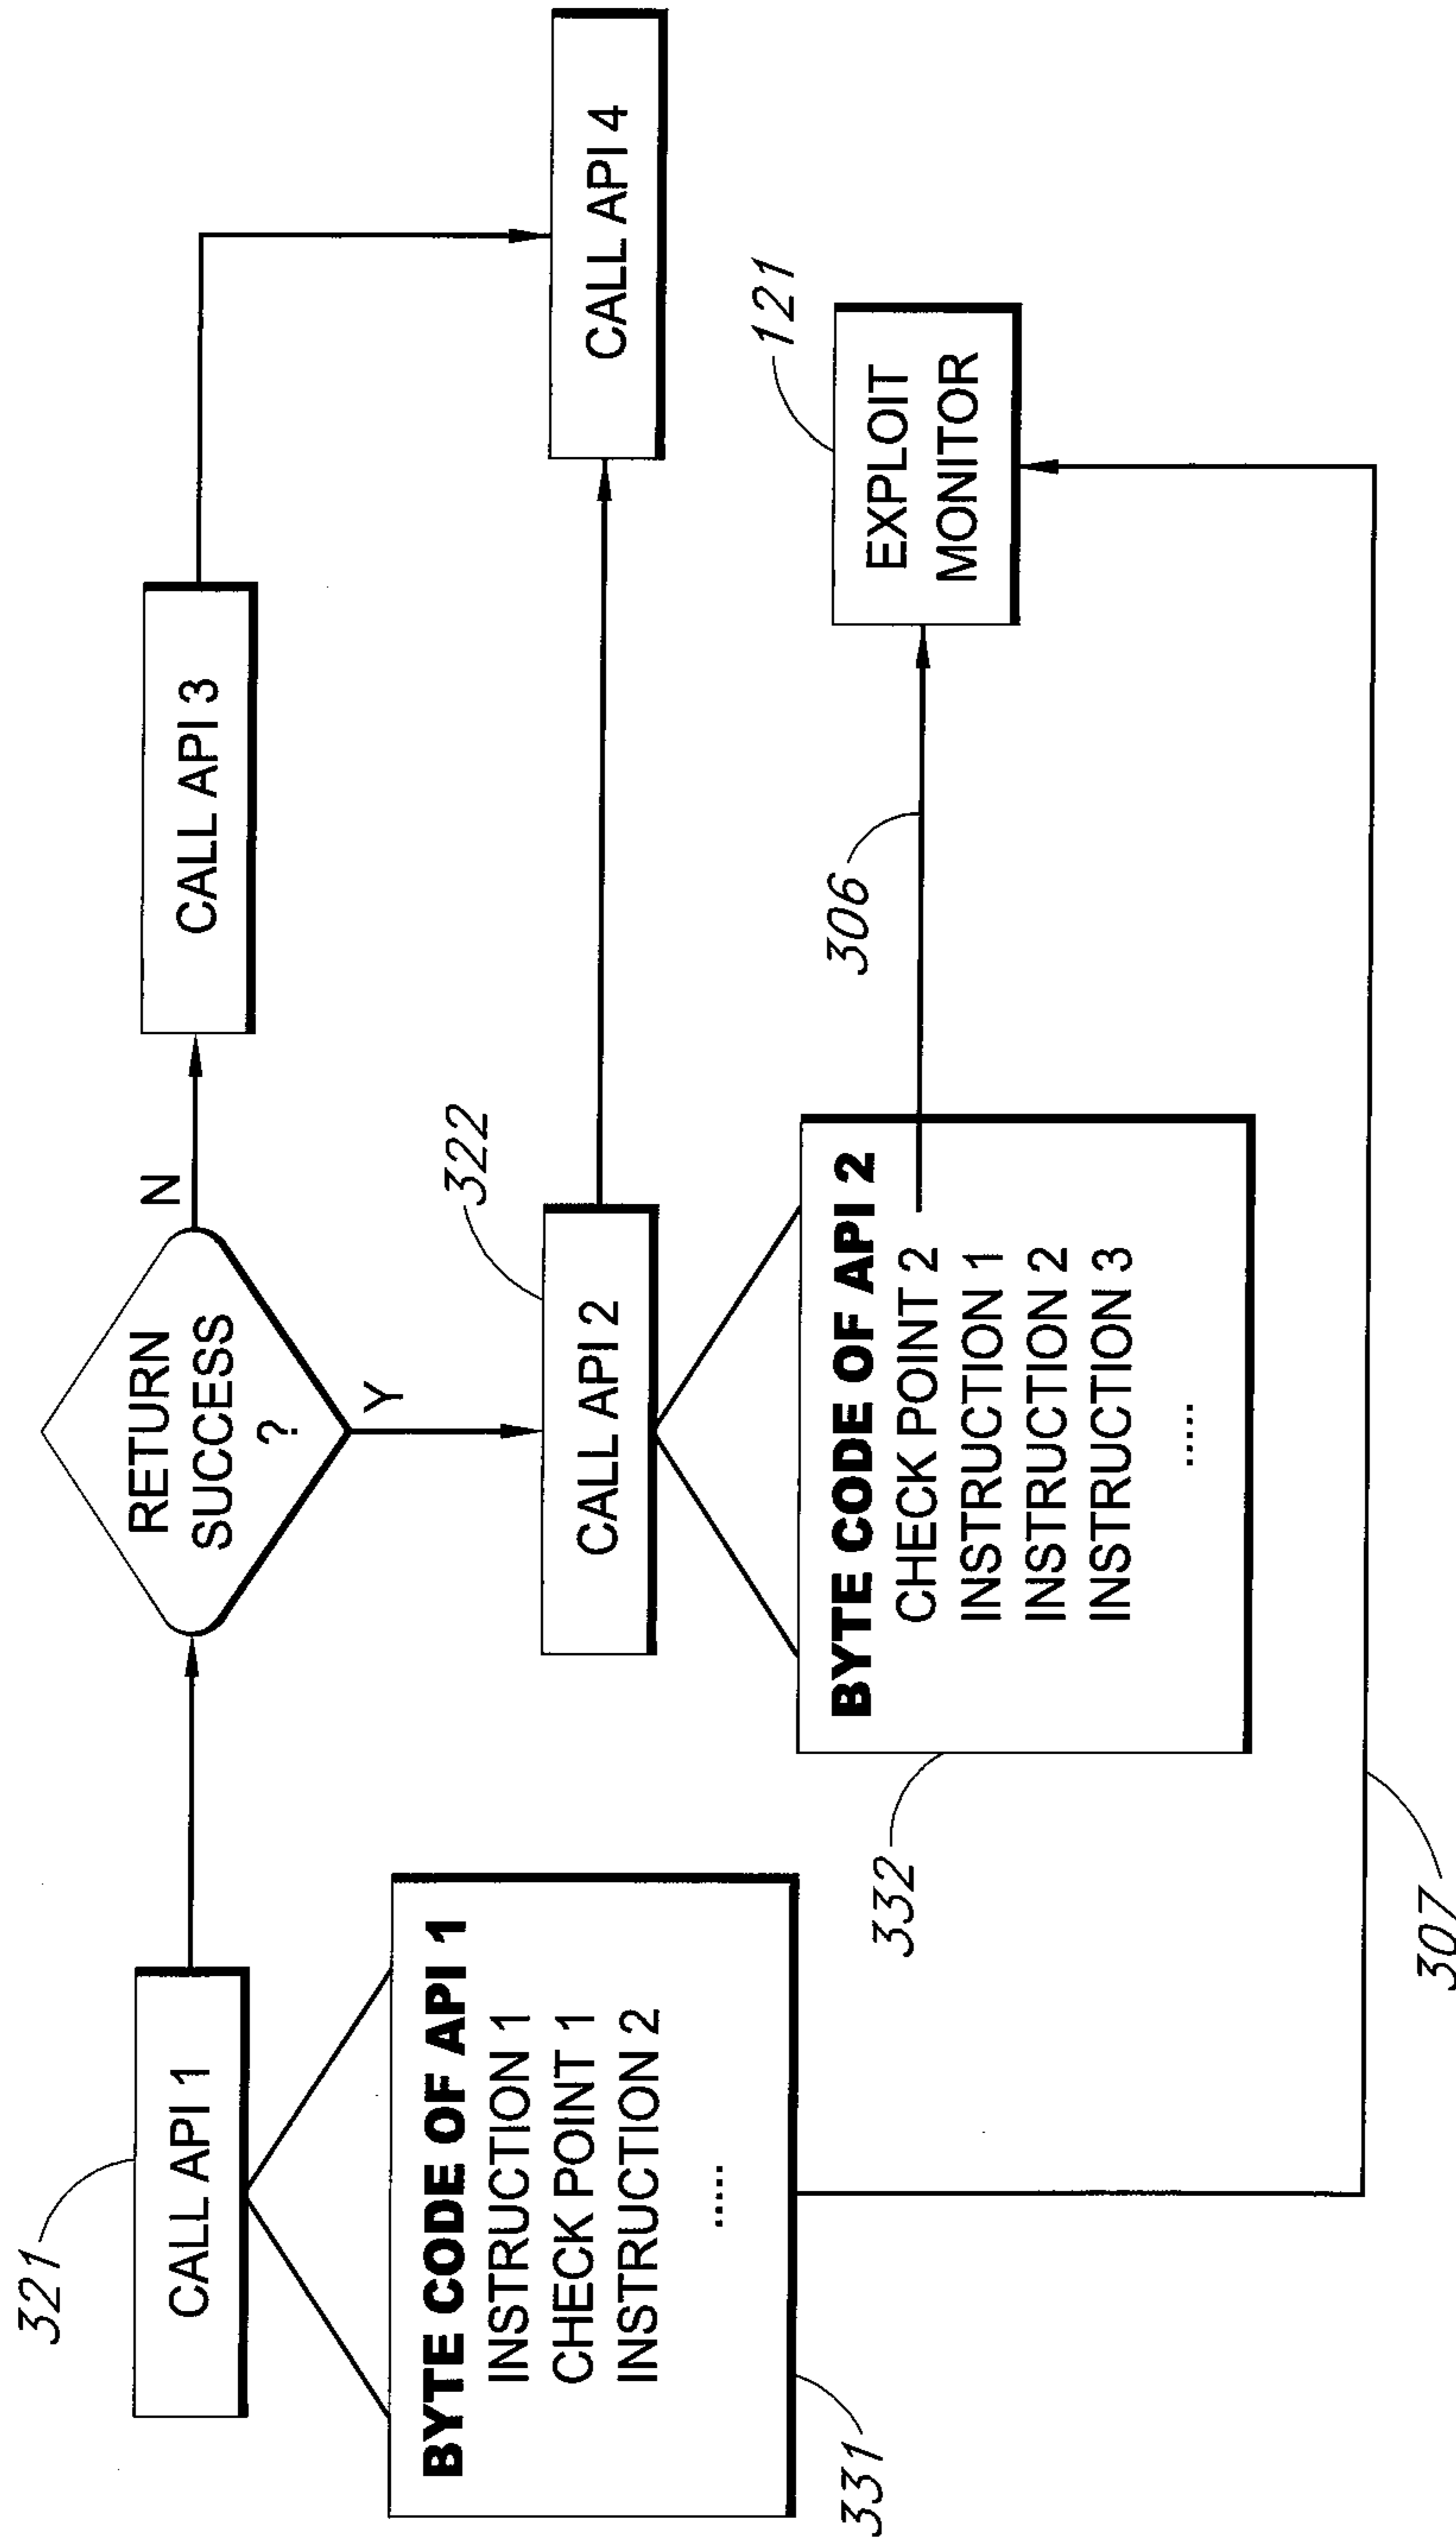 321
CALL API 1
RETURN
SUCCESS
?
N
Y
CALL API 3
CALL API 4
322
CALL API 2
BYTE CODE OF API 1
INSTRUCTION 1
CHECK POINT 1
INSTRUCTION 2
.....
331
BYTE CODE OF API 2
CHECK POINT 2
INSTRUCTION 1
INSTRUCTION 2
INSTRUCTION 3
.....
332
306
EXPLOIT
MONITOR
121
307